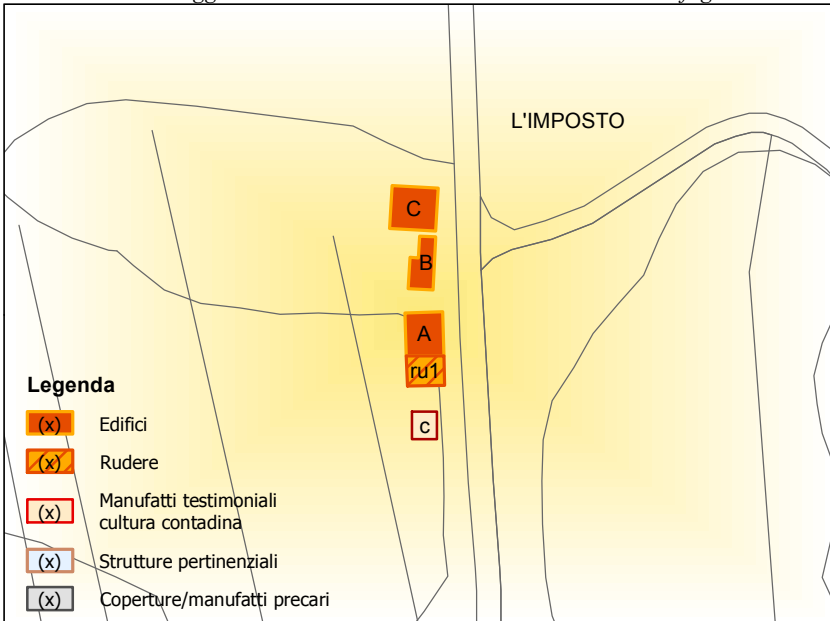 L'IMPOSTO
C
B
A
ru1
c
Legenda
(x) Edifici
(x) Rudere
(x) Manufatti testimoniali
cultura contadina
(x) Strutture pertinenziali
(x) Coperture/manufatti precari